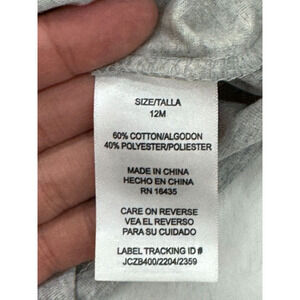 SIZE/TALLA
12M
60% COTTON/ALGODON
40% POLYESTER/POLIESTER
MADE IN CHINA
HECHO EN CHINA
RN 16435
CARE ON REVERSE
VEA EL REVERSO
PARA SU CUIDADO
LABEL TRACKING ID #
JCZB400/2204/2359